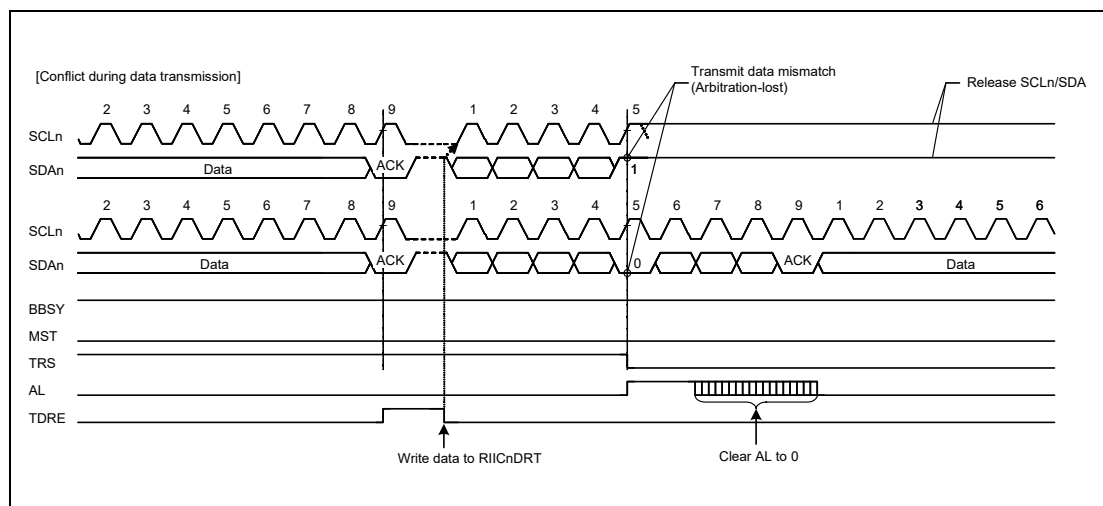 [Conflict during data transmission]
Transmit data mismatch
(Arbitration-lost)
Release SCLn/SDA
2 3 4 5 6 7 8 9 1 2 3 4 5
SCLn
SDAn Data ACK 1
2 3 4 5 6 7 8 9 1 2 3 4 5 6 7 8 9 1 2 3 4 5 6
SCLn
SDAn Data ACK 0 ACK Data
BBSY
MST
TRS
AL
TDRE
Write data to RIICnDRT Clear AL to 0